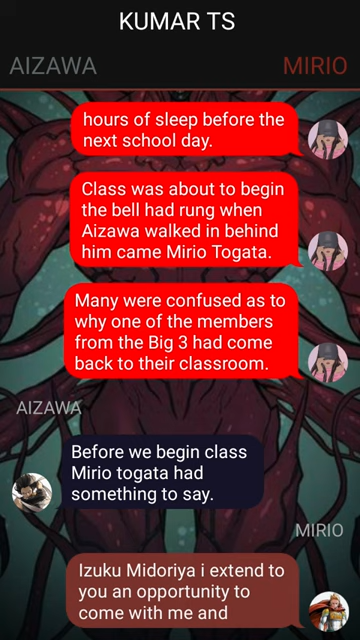 KUMAR TS
AIZAWA
MIRIO
hours of sleep before the
next school day.
Class was about to begin
the bell had rung when
Aizawa walked in behind
him came Mirio Togata.
Many were confused as to
why one of the members
from the Big 3 had come
back to their classroom.
AIZAWA
Before we begin class
Mirio togata had
something to say.
MIRIO
Izuku Midoriya i extend to
you an opportunity to
come with me and